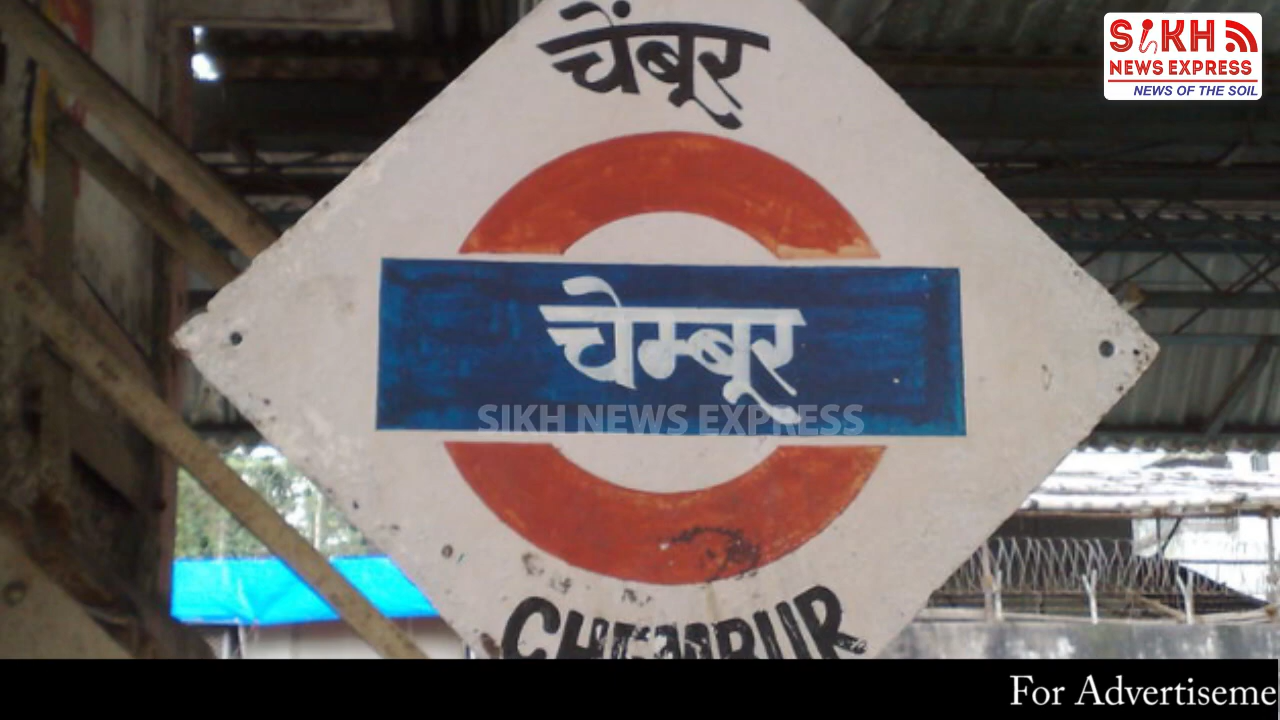 चेंबूर
SiKH
NEWS EXPRESS
NEWS OF THE SOIL
चेम्बूर
SIKH NEWS EXPRESS
CHEMBUR
For Advertiseme